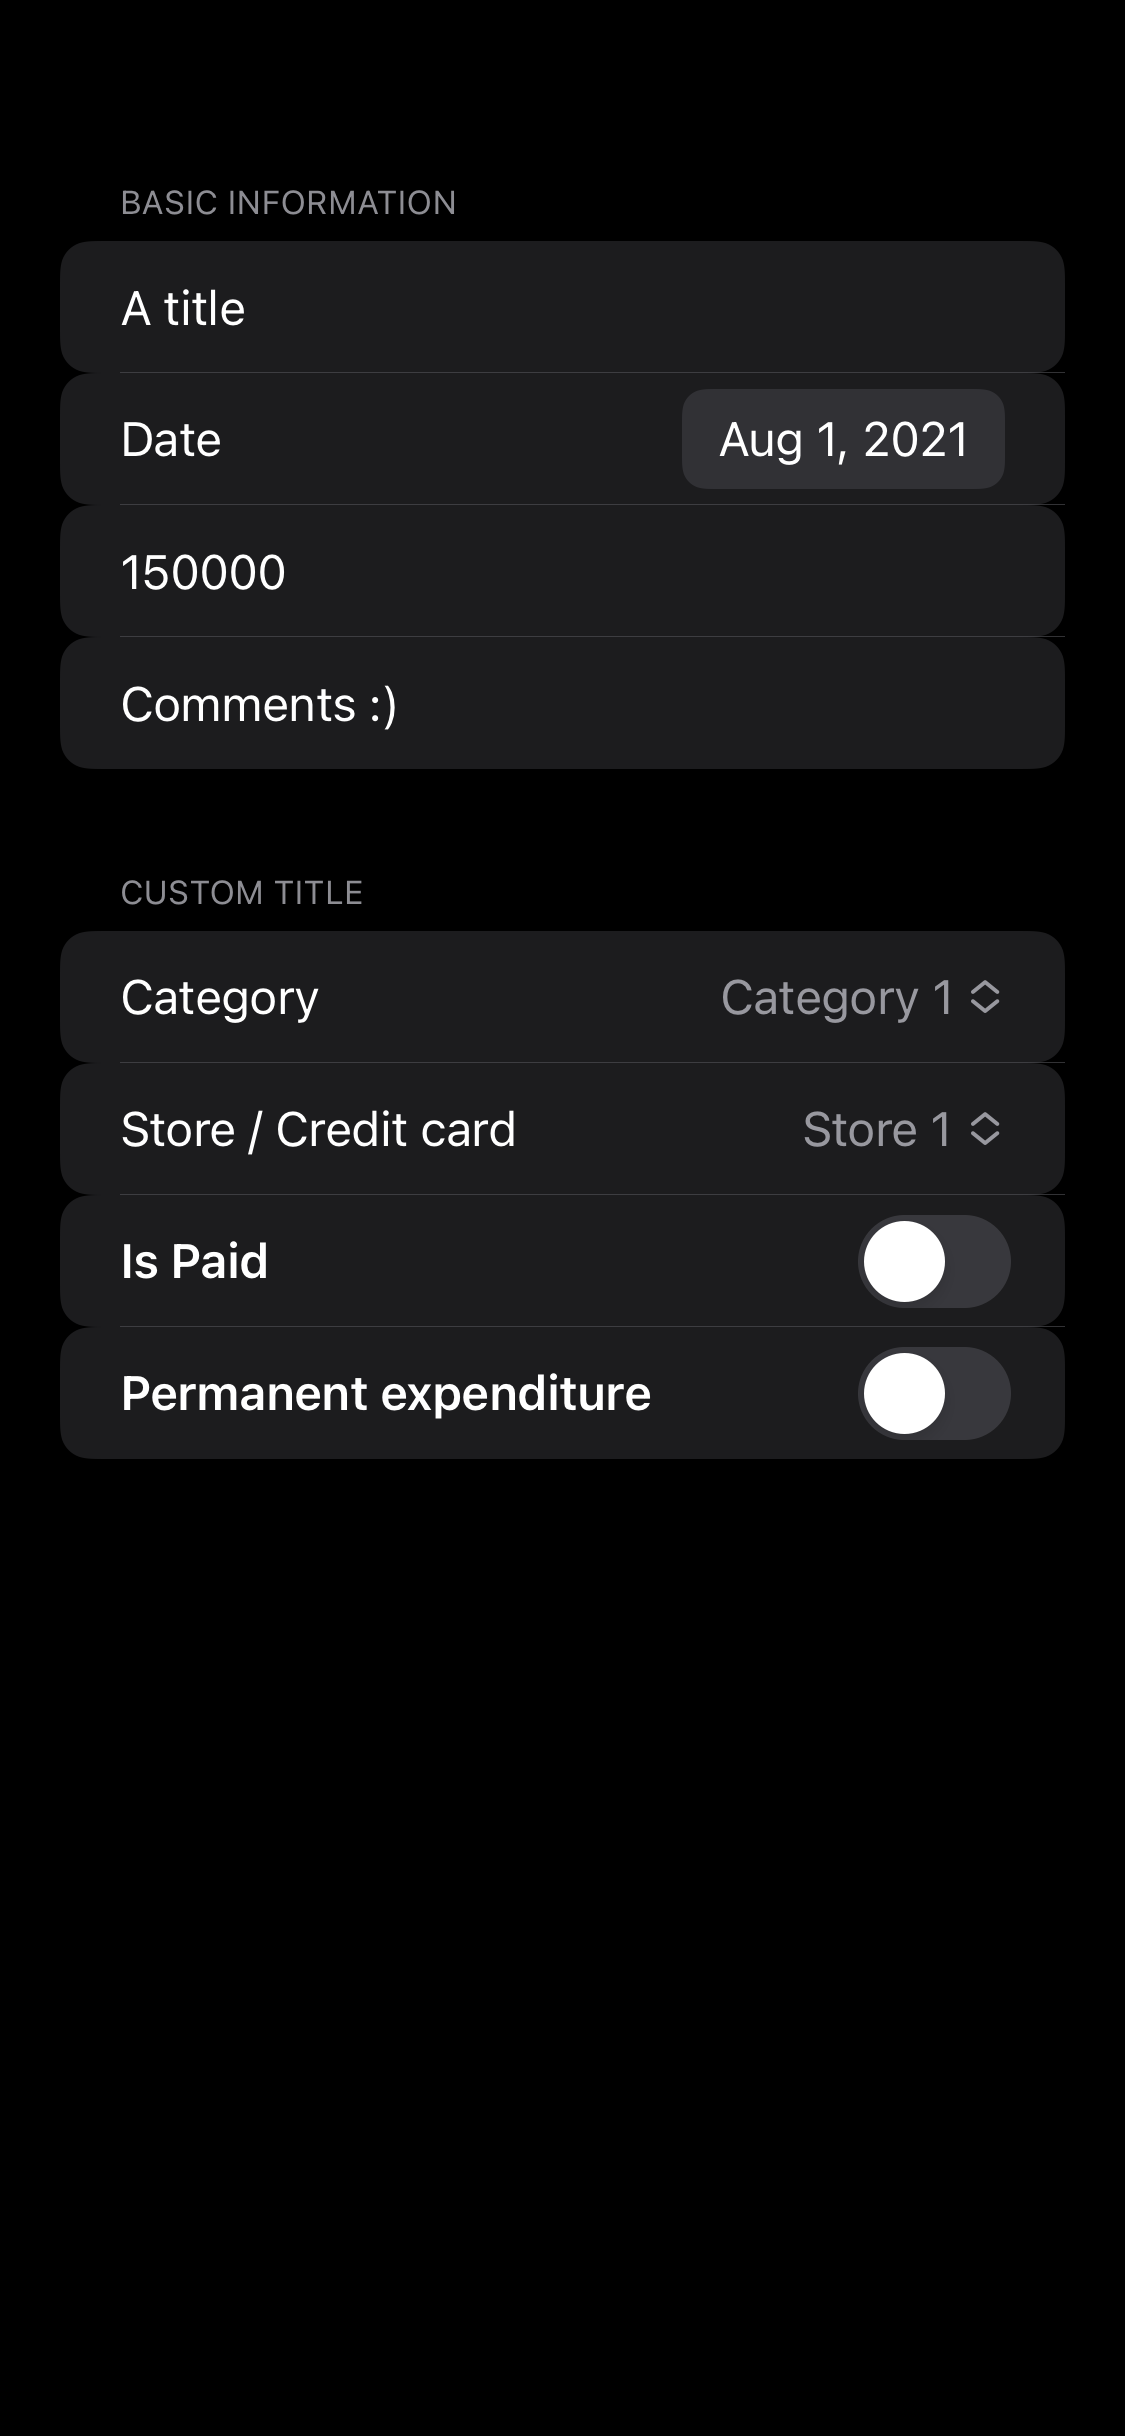 BASIC INFORMATION
A title
Date Aug 1, 2021
150000
Comments :)
CUSTOM TITLE
Category Category 1
Store / Credit card Store 1
Is Paid
Permanent expenditure